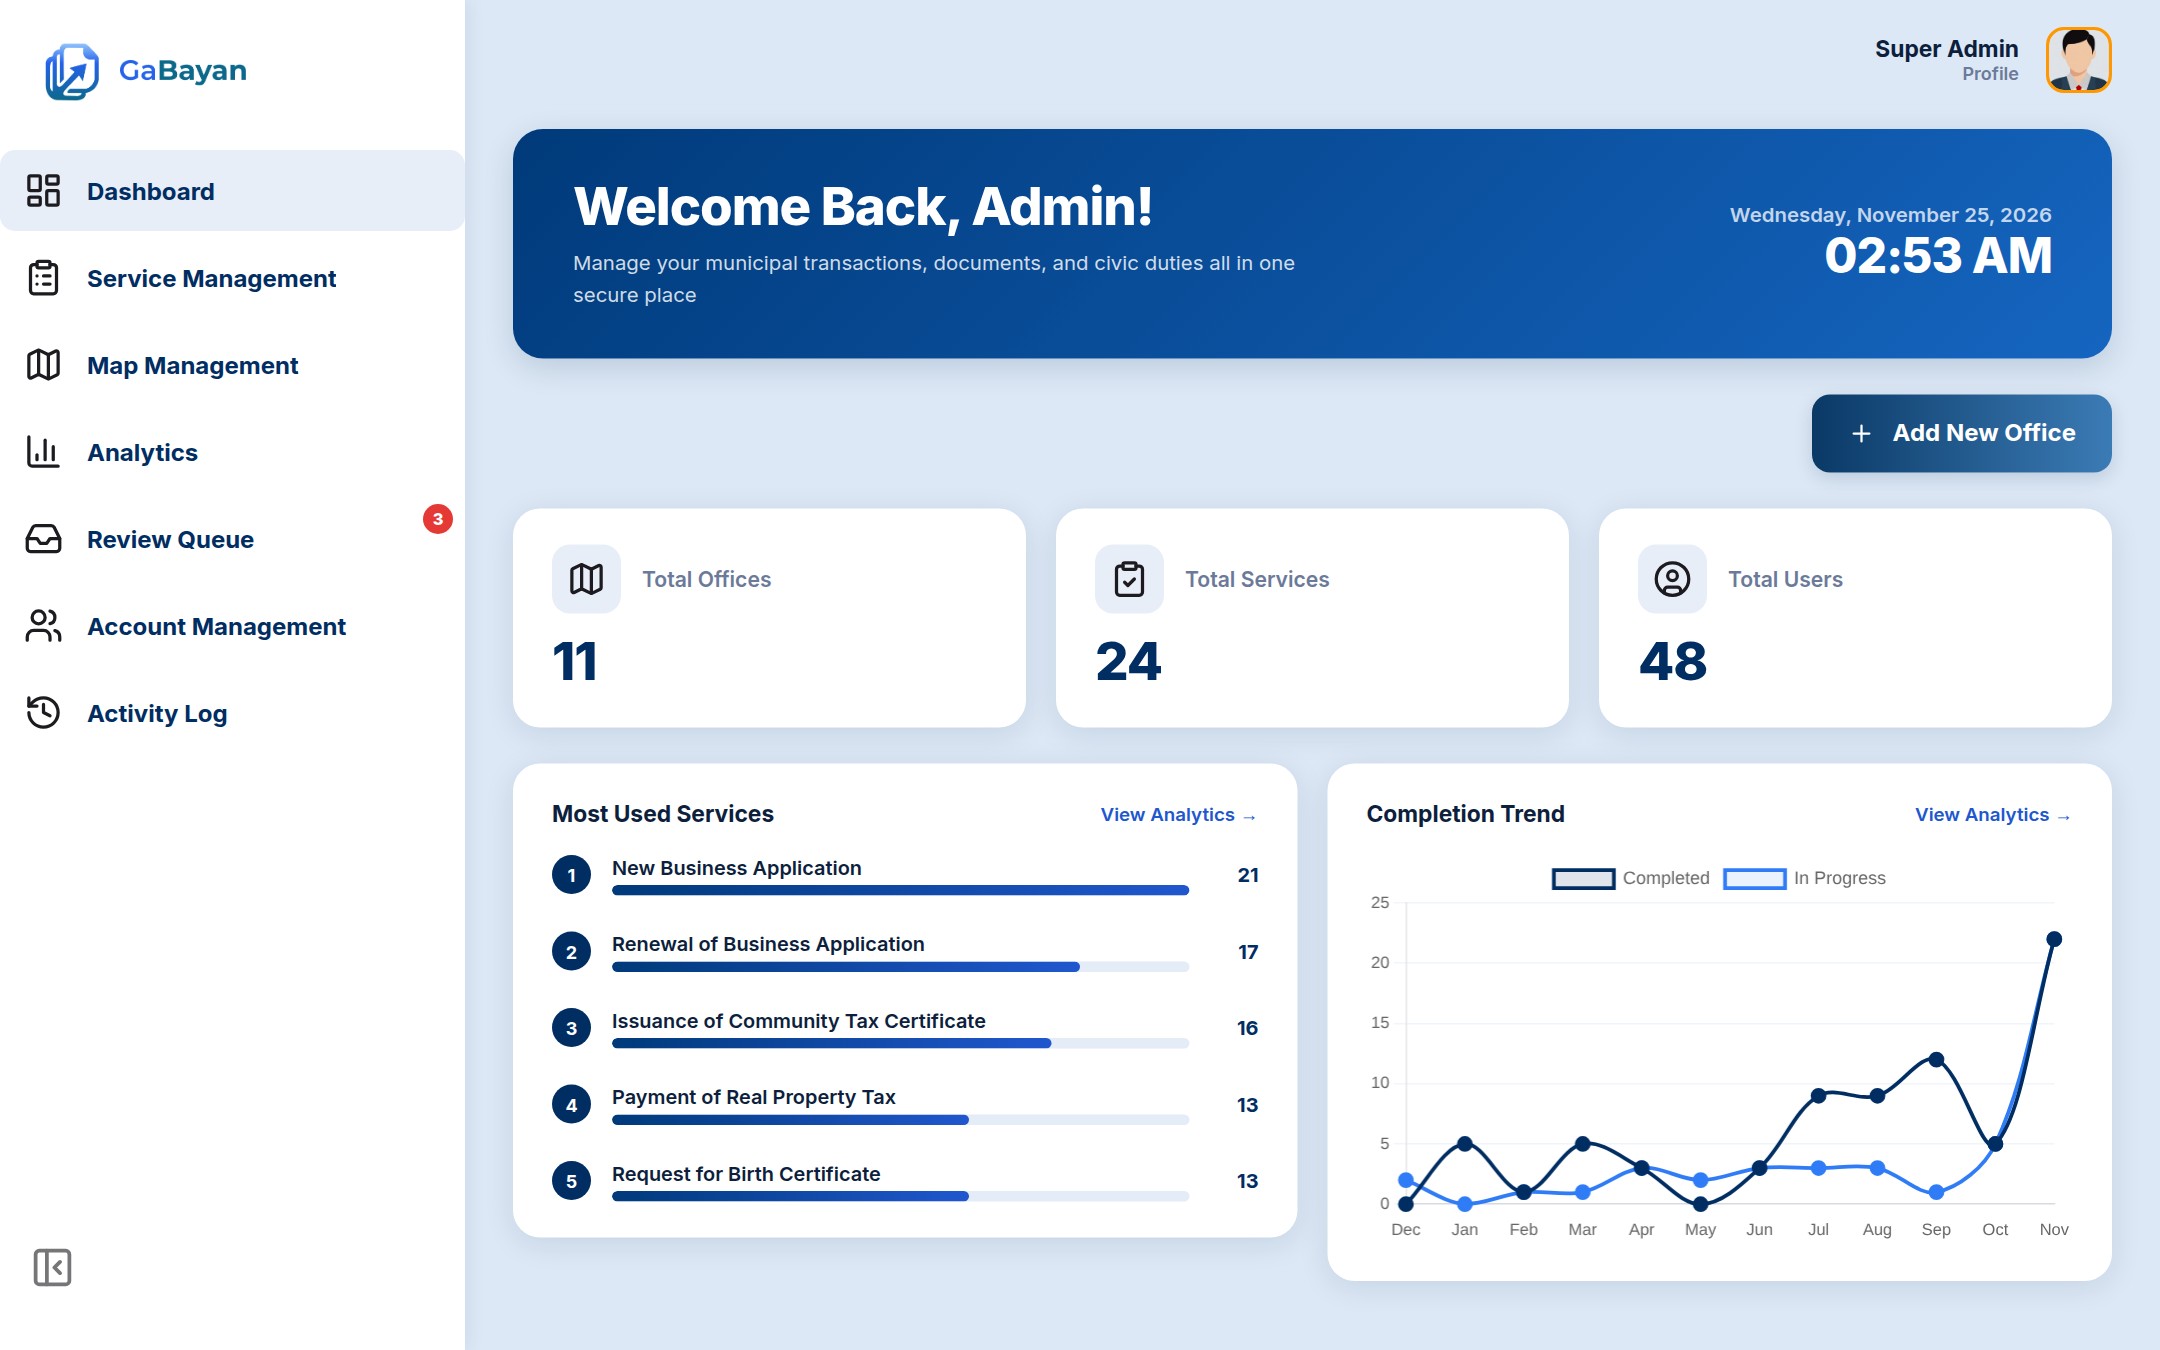 GaBayan
Dashboard
Service Management
Map Management
Analytics
Review Queue
3
Account Management
Activity Log
Super Admin
Profile
Welcome Back, Admin!
Manage your municipal transactions, documents, and civic duties all in one
secure place
Wednesday, November 25, 2026
02:53 AM
+ Add New Office
Total Offices
11
Total Services
24
Total Users
48
Most Used Services
View Analytics →
1 New Business Application 21
2 Renewal of Business Application 17
3 Issuance of Community Tax Certificate 16
4 Payment of Real Property Tax 13
5 Request for Birth Certificate 13
Completion Trend
View Analytics →
Completed In Progress
25
20
15
10
5
0
Dec Jan Feb Mar Apr May Jun Jul Aug Sep Oct Nov